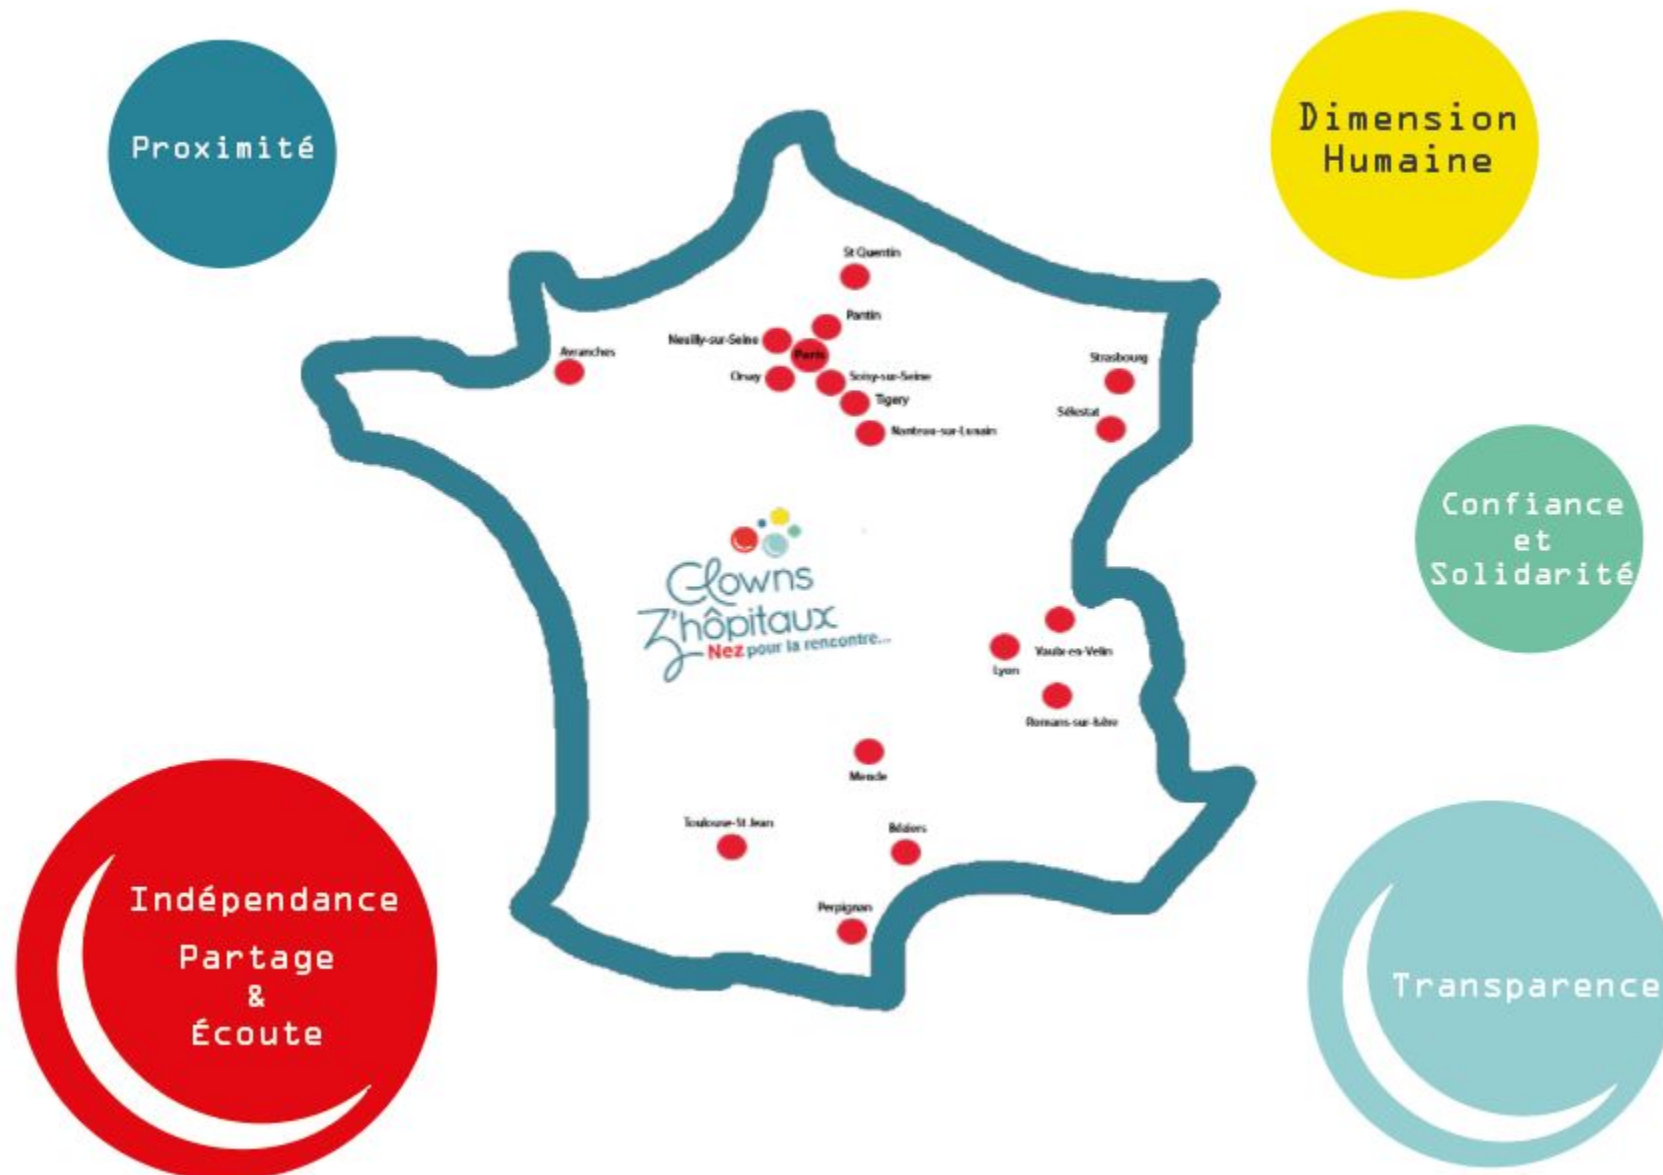 Proximité
Dimension
Humaine
St Quentin
Pantin
Neuilly-sur-Seine
Paris
Avranches
Orsay
Soisy-sur-Seine
Strasbourg
Tigery
Sélestat
Nanteau-sur-Lunain
Confiance
et
Solidarité
Clowns
Z'hôpitaux
Nez pour la rencontre...
Vaulx-en-Velin
Lyon
Romans-sur-Isère
Mende
Toulouse-St Jean
Béziers
Perpignan
Indépendance
Partage
&
Écoute
Transparence